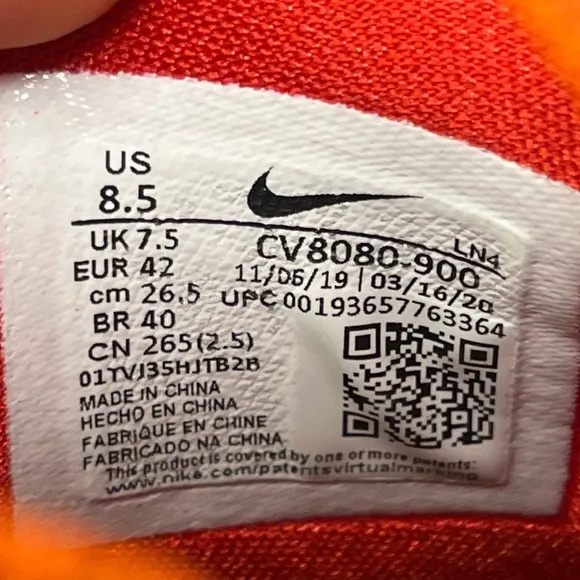 US
8.5
LN4
UK 7.5
CV8080-900
EUR 42
11/06/19 | 03/16/20
cm 26.5
UPC 00193657763364
BR 40
CN 265(2.5)
01TVJ35HJTB2B
MADE IN CHINA
HECHO EN CHINA
FABRIQUE EN CHINE
FABRICADO NA CHINA
This product is covered by one or more patents:
www.nike.com/patentsvirtualmarking